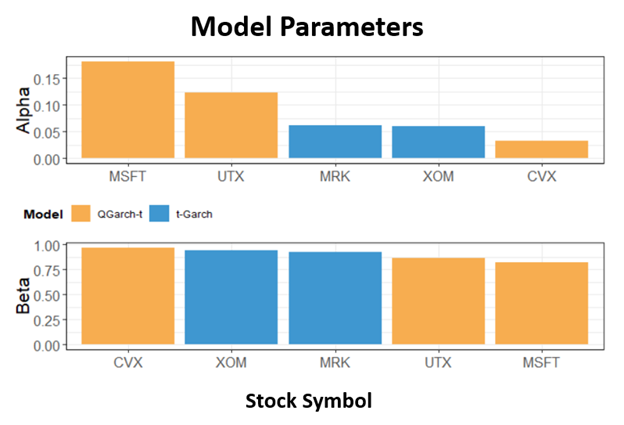 Model Parameters
Alpha
0.15
0.10
0.05
0.00
MSFT UTX MRK XOM CVX
Model QGarch-t t-Garch
Beta
1.00
0.75
0.50
0.25
0.00
CVX XOM MRK UTX MSFT
Stock Symbol